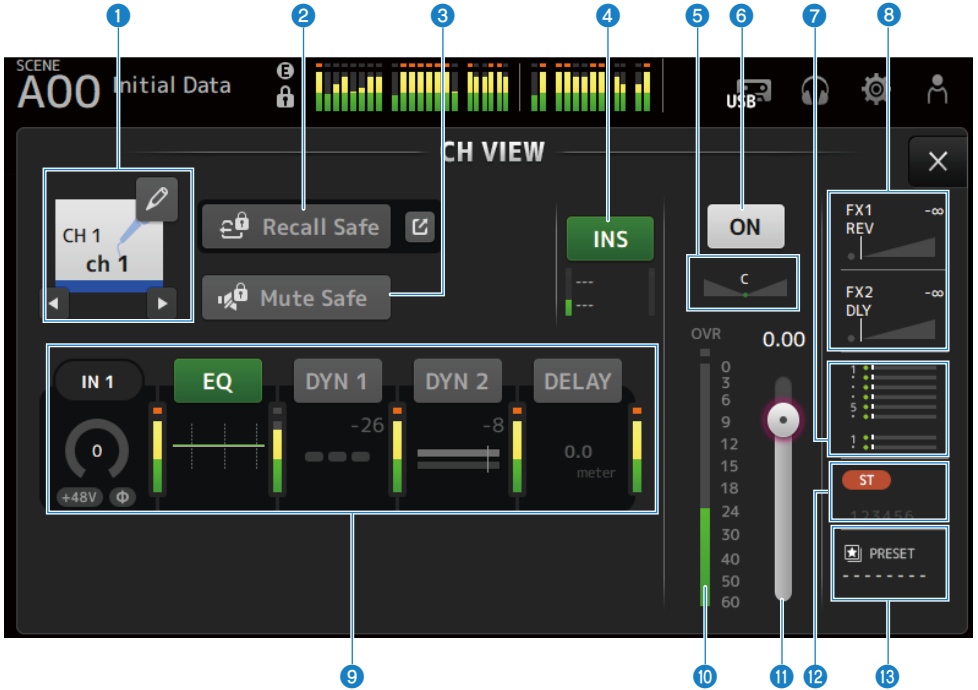 1 2 3 4 5 6 7 8
SCENE
A00 Initial Data
E
USB
CH VIEW
CH 1
ch 1
Recall Safe
Mute Safe
INS
---
---
ON
C
OVR
0.00
0
3
6
9
12
15
18
24
30
40
50
60
FX1 -∞
REV
FX2 -∞
DLY
1
5
1
ST
123456
PRESET
--------
IN 1
EQ
DYN 1
DYN 2
DELAY
0
+48V Φ
-26
-8
0.0
meter
9 10 11 12 13